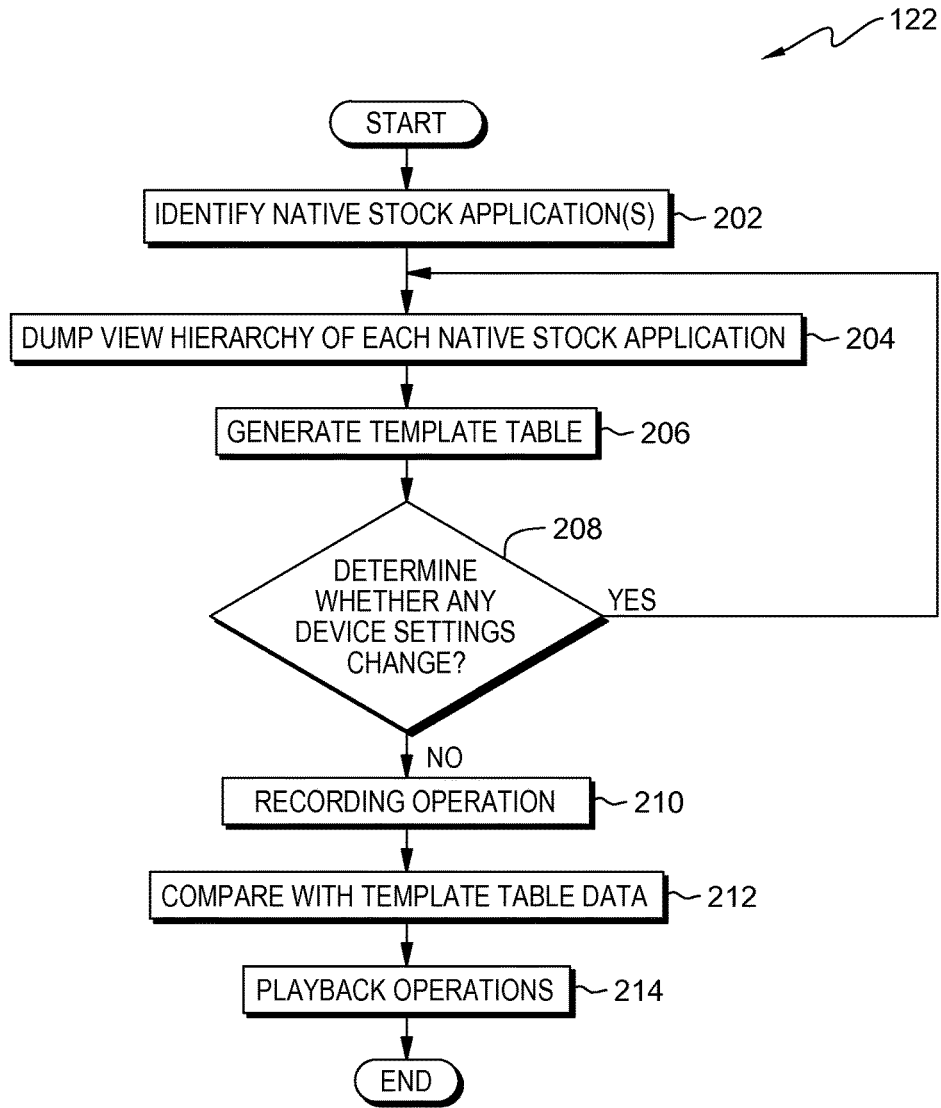 122
START
IDENTIFY NATIVE STOCK APPLICATION(S)
202
DUMP VIEW HIERARCHY OF EACH NATIVE STOCK APPLICATION
204
GENERATE TEMPLATE TABLE
206
208
DETERMINE
WHETHER ANY
DEVICE SETTINGS
CHANGE?
YES
NO
RECORDING OPERATION
210
COMPARE WITH TEMPLATE TABLE DATA
212
PLAYBACK OPERATIONS
214
END